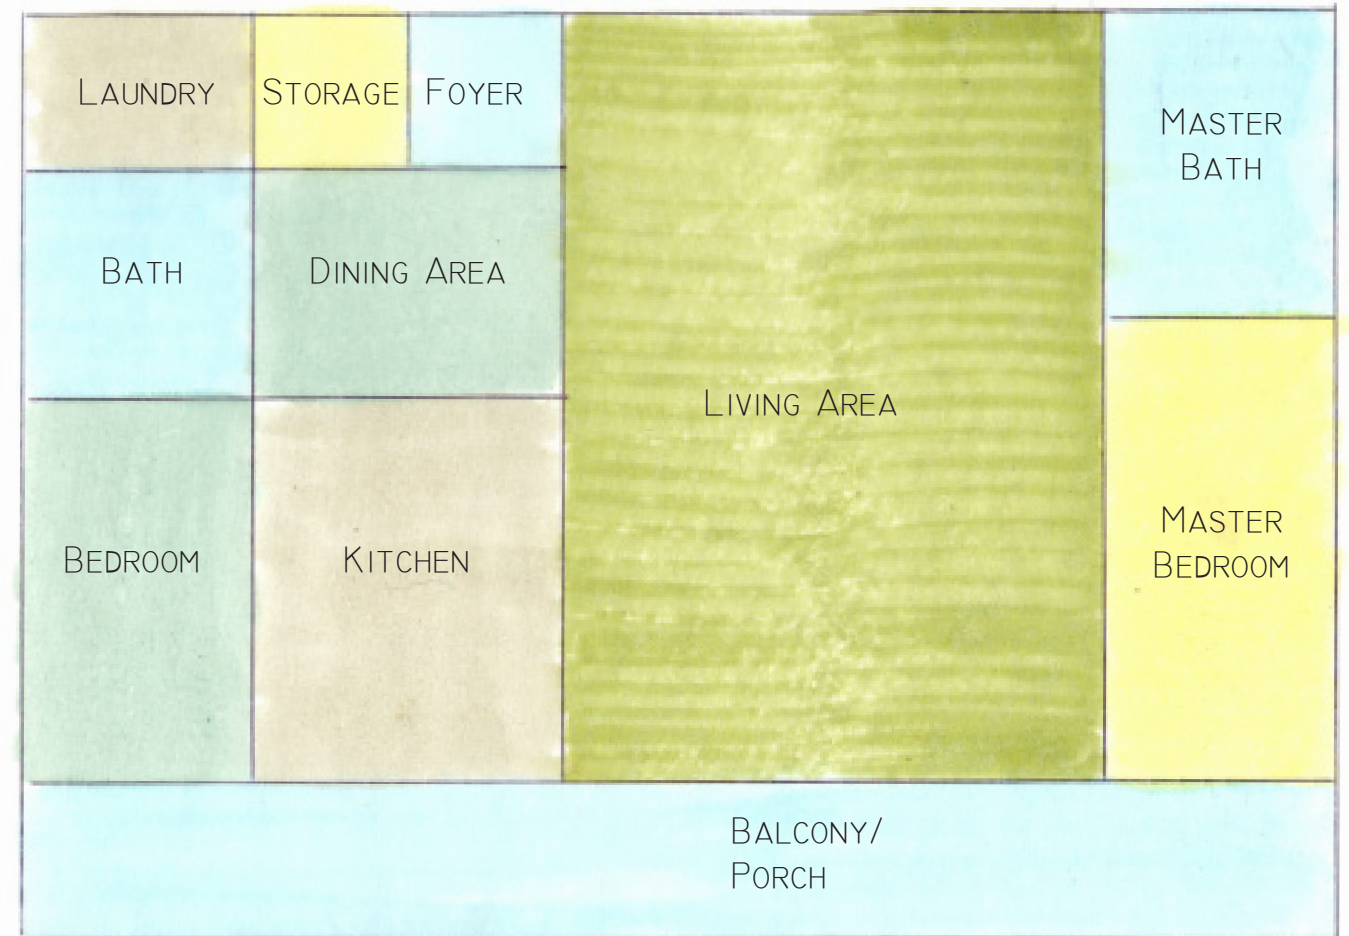 LAUNDRY
STORAGE
FOYER
MASTER
BATH
BATH
DINING AREA
LIVING AREA
BEDROOM
KITCHEN
MASTER
BEDROOM
BALCONY/
PORCH